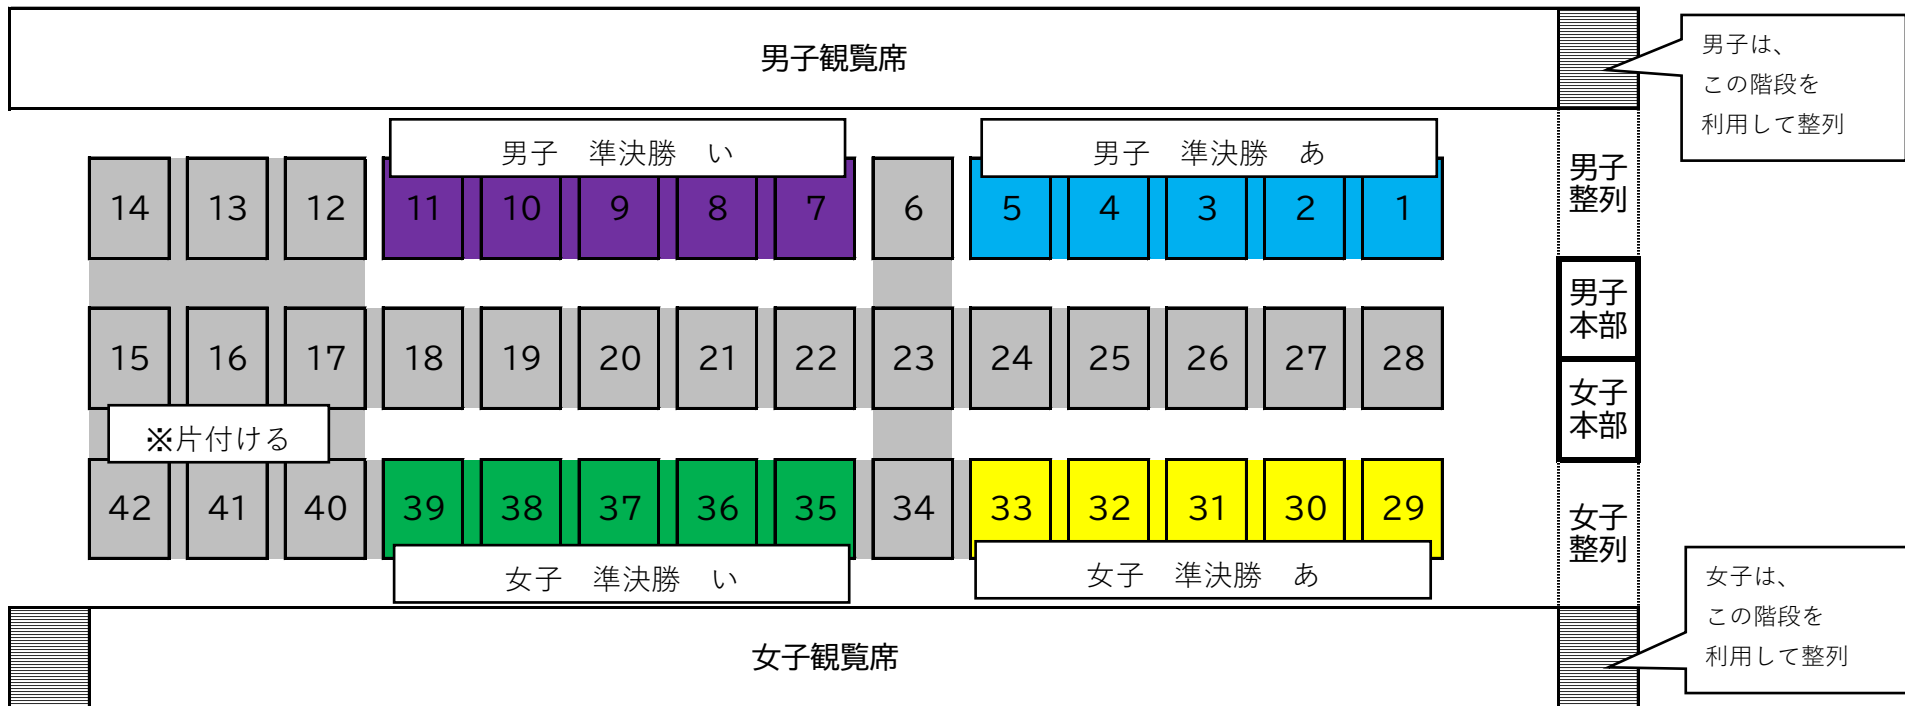 男子観覧席
男子は、
この階段を
利用して整列
男子 準決勝 い
男子 準決勝 あ
14 13 12 11 10 9 8 7 6 5 4 3 2 1
男子
整列
男子
本部
15 16 17 18 19 20 21 22 23 24 25 26 27 28
女子
本部
※片付ける
42 41 40 39 38 37 36 35 34 33 32 31 30 29
女子
整列
女子 準決勝 い
女子 準決勝 あ
女子は、
この階段を
利用して整列
女子観覧席